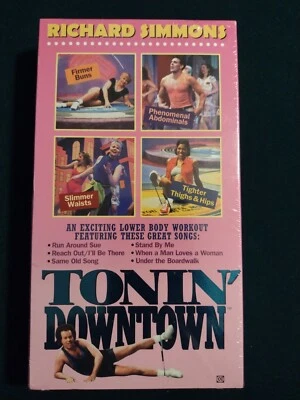 RICHARD SIMMONS
Firmer
Buns
Phenomenal
Abdominals
Slimmer
Waists
Tighter
Thighs & Hips
AN EXCITING LOWER BODY WORKOUT
FEATURING THESE GREAT SONGS:
• Run Around Sue
• Stand By Me
• Reach Out/I'll Be There
• When a Man Loves a Woman
• Same Old Song
• Under the Boardwalk
TONIN'
DOWNTOWN